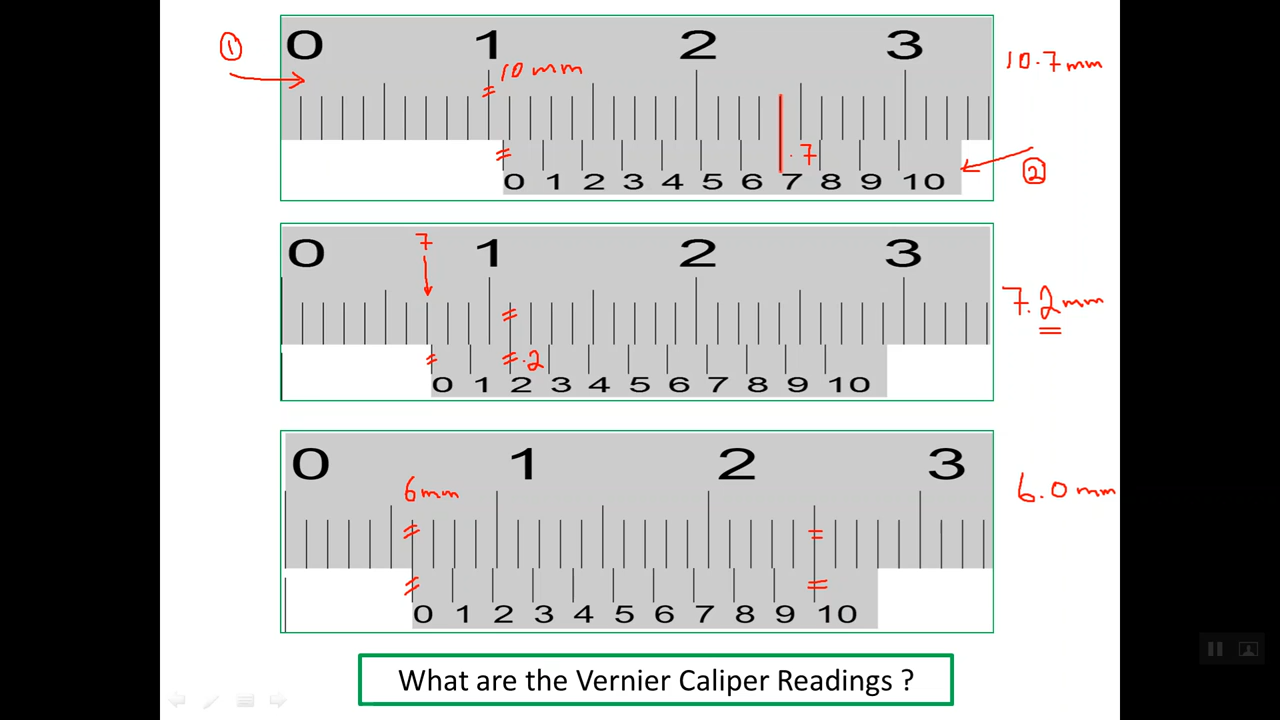 ① 0 1 2 3
10 mm 10.7 mm
.7
0 1 2 3 4 5 6 7 8 9 10 ②
0 7 1 2 3
7.2 mm
.2
0 1 2 3 4 5 6 7 8 9 10
0 1 2 3
6 mm 6.0 mm
0 1 2 3 4 5 6 7 8 9 10
What are the Vernier Caliper Readings ?